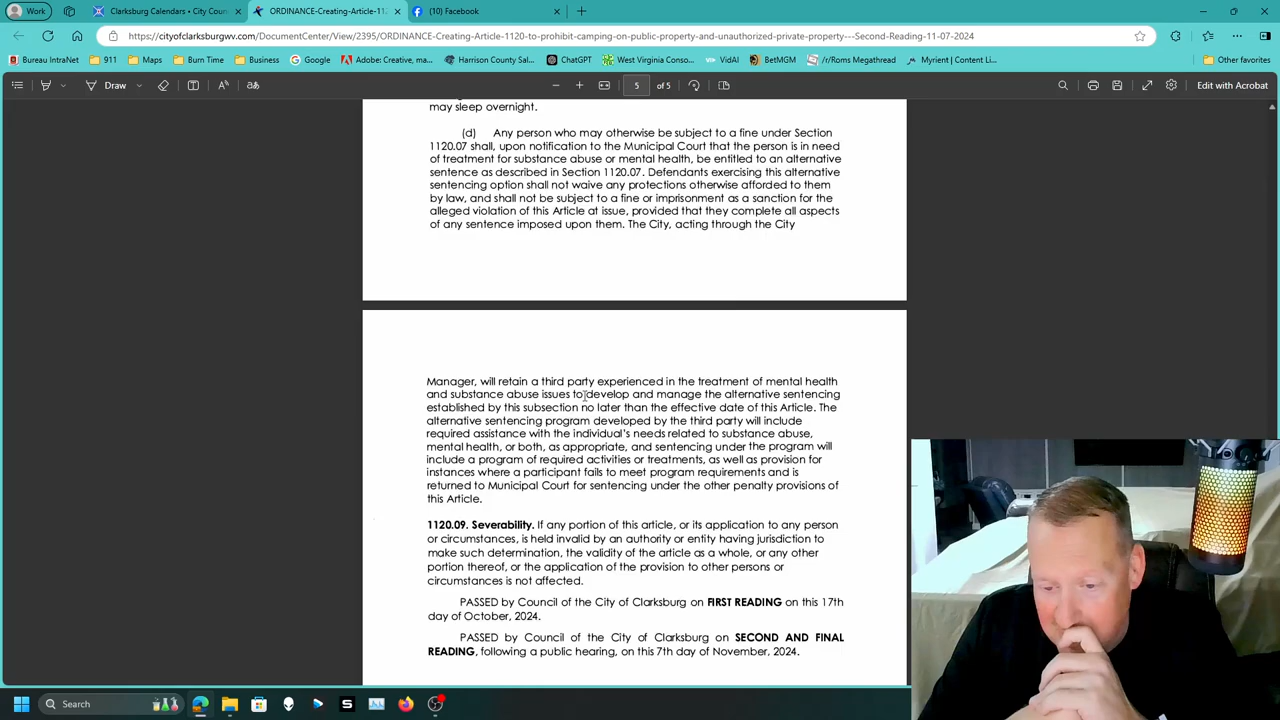 Work
Clarksburg Calendars • City Coun
ORDINANCE-Creating-Article-112
(10) Facebook
https://cityofclarksburgwv.com/DocumentCenter/View/2395/ORDINANCE-Creating-Article-1120-to-prohibit-camping-on-public-property-and-unauthorized-private-property---Second-Reading-11-07-2024
Bureau IntraNet
911
Maps
Burn Time
Business
Google
Adobe: Creative, ma...
Harrison County Sal...
ChatGPT
West Virginia Conso...
VidAI
BetMGM
/r/Roms Megathread
Myrient | Content Li...
Other favorites
Draw
aあ
5 of 5
Edit with Acrobat
may sleep overnight.
(d) Any person who may otherwise be subject to a fine under Section
1120.07 shall, upon notification to the Municipal Court that the person is in need
of treatment for substance abuse or mental health, be entitled to an alternative
sentence as described in Section 1120.07. Defendants exercising this alternative
sentencing option shall not waive any protections otherwise afforded to them
by law, and shall not be subject to a fine or imprisonment as a sanction for the
alleged violation of this Article at issue, provided that they complete all aspects
of any sentence imposed upon them. The City, acting through the City
Manager, will retain a third party experienced in the treatment of mental health
and substance abuse issues to develop and manage the alternative sentencing
established by this subsection no later than the effective date of this Article. The
alternative sentencing program developed by the third party will include
required assistance with the individual's needs related to substance abuse,
mental health, or both, as appropriate, and sentencing under the program will
include a program of required activities or treatments, as well as provision for
instances where a participant fails to meet program requirements and is
returned to Municipal Court for sentencing under the other penalty provisions of
this Article.
1120.09. Severability. If any portion of this article, or its application to any person
or circumstances, is held invalid by an authority or entity having jurisdiction to
make such determination, the validity of the article as a whole, or any other
portion thereof, or the application of the provision to other persons or
circumstances is not affected.
PASSED by Council of the City of Clarksburg on FIRST READING on this 17th
day of October, 2024.
PASSED by Council of the City of Clarksburg on SECOND AND FINAL
READING, following a public hearing, on this 7th day of November, 2024.
Search